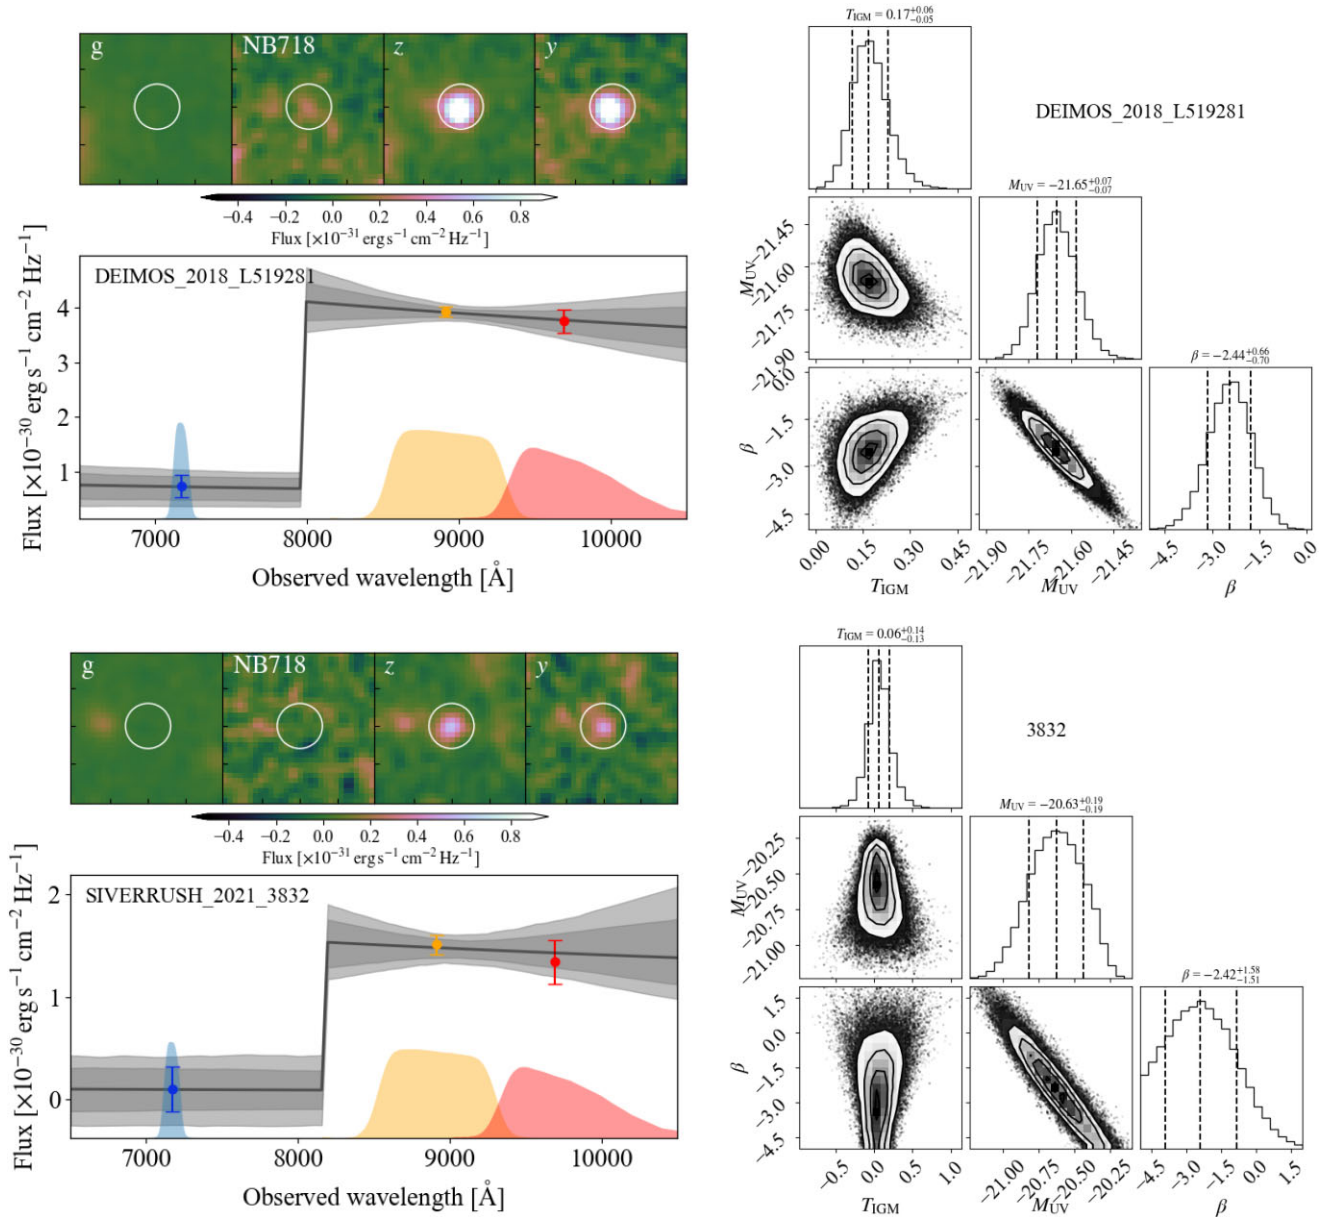 g NB718 z y
−0.4 −0.2 0.0 0.2 0.4 0.6 0.8
Flux [×10−31 erg s−1 cm−2 Hz−1]
DEIMOS_2018_L519281
Flux [×10−30 erg s−1 cm−2 Hz−1]
4
3
2
1
7000 8000 9000 10000
Observed wavelength [Å]
TIGM = 0.17+0.06−0.05
DEIMOS_2018_L519281
MUV = −21.65+0.07−0.07
MUV
−21.45
−21.60
−21.75
−21.90
β = −2.44+0.66−0.70
β
0.0
−1.5
−3.0
−4.5
0.00 0.15 0.30 0.45
−21.90 −21.75 −21.60 −21.45
−4.5 −3.0 −1.5 0.0
TIGM MUV β
g NB718 z y
−0.4 −0.2 0.0 0.2 0.4 0.6 0.8
Flux [×10−31 erg s−1 cm−2 Hz−1]
SIVERRUSH_2021_3832
Flux [×10−30 erg s−1 cm−2 Hz−1]
2
1
0
7000 8000 9000 10000
Observed wavelength [Å]
TIGM = 0.06+0.14−0.13
3832
MUV = −20.63+0.19−0.19
MUV
−20.25
−20.50
−20.75
−21.00
β = −2.42+1.58−1.51
β
1.5
0.0
−1.5
−3.0
−4.5
−0.5 0.0 0.5 1.0
−21.00 −20.75 −20.50 −20.25
−4.5 −3.0 −1.5 0.0 1.5
TIGM MUV β